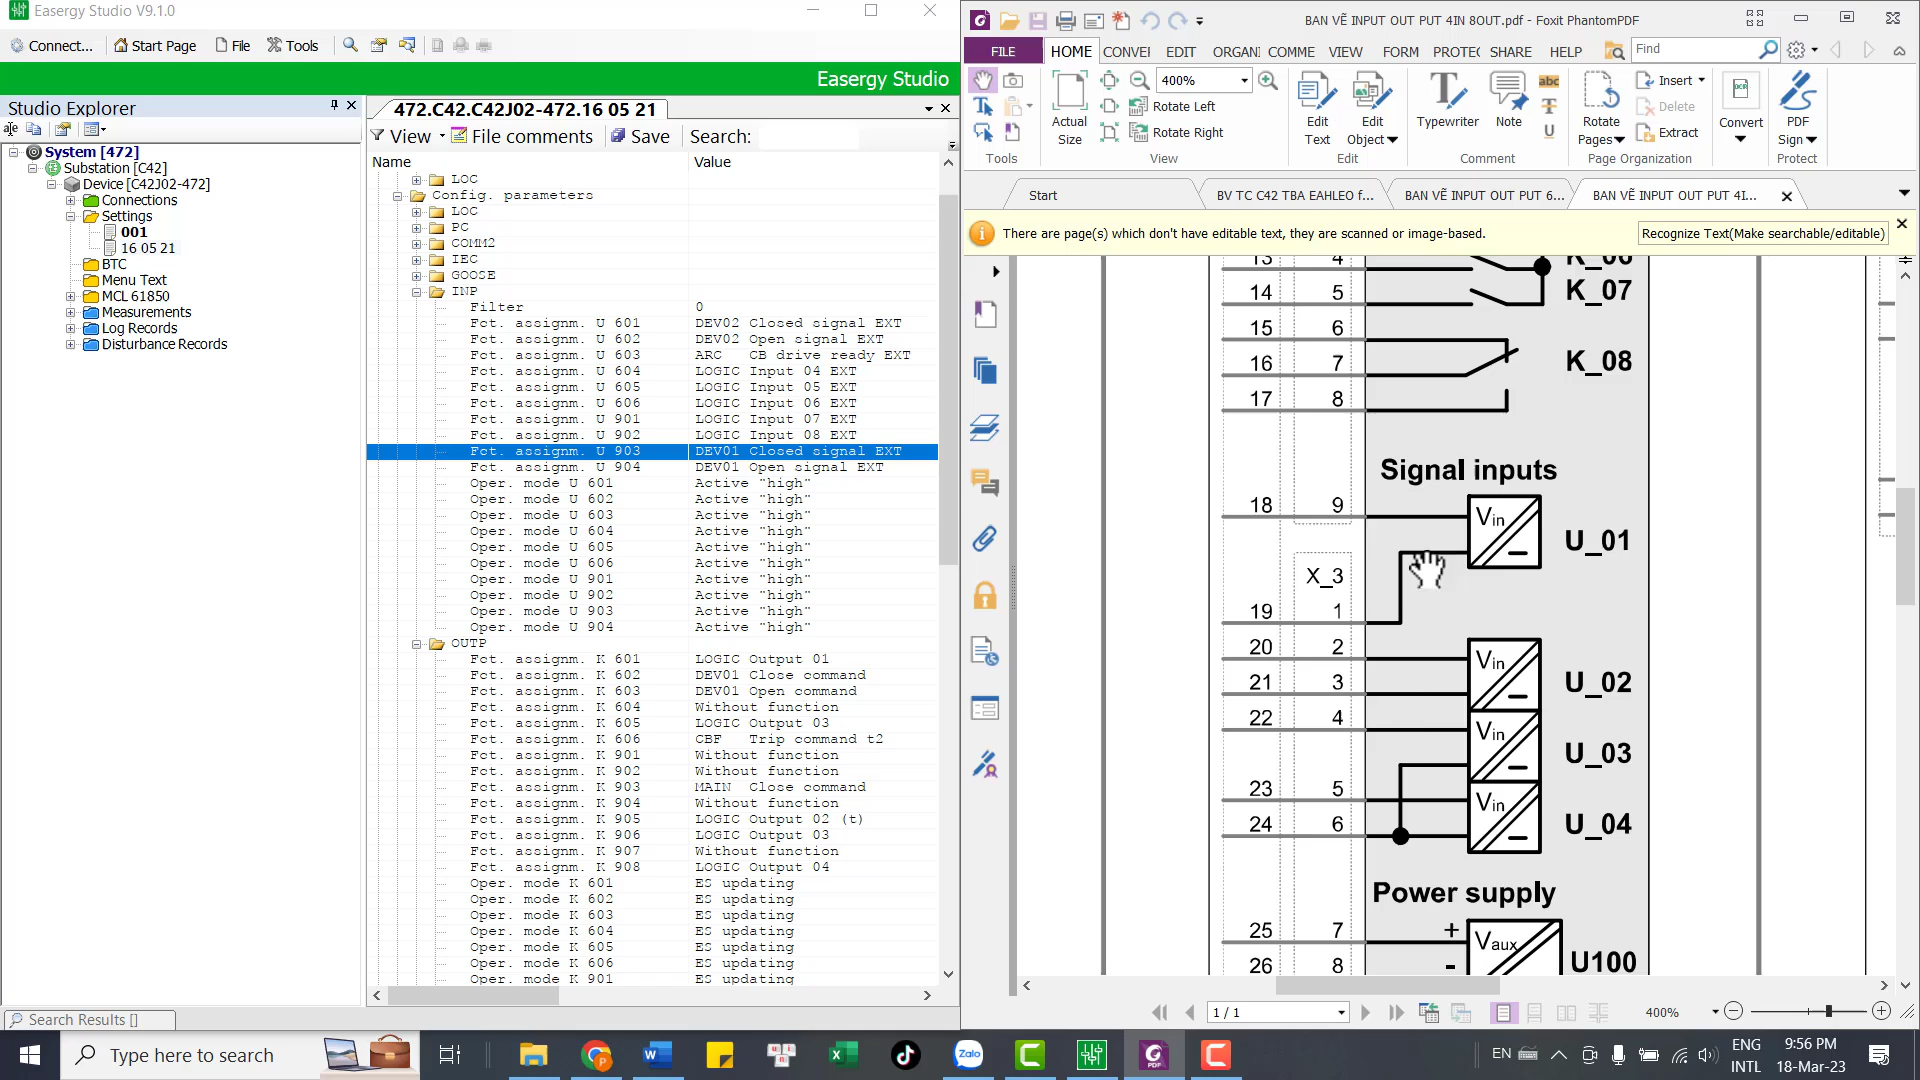 Easergy Studio V9.1.0
Connect... Start Page File Tools
Easergy Studio
Studio Explorer
System [472]
Substation [C42]
Device [C42J02-472]
Connections
Settings
001
16 05 21
BTC
Menu Text
MCL 61850
Measurements
Log Records
Disturbance Records
Search Results []
472.C42.C42J02-472.16 05 21
View File comments Save Search:
Name Value
LOC
Config. parameters
LOC
PC
COMM2
IEC
GOOSE
INP
Filter 0
Fct. assignm. U 601 DEV02 Closed signal EXT
Fct. assignm. U 602 DEV02 Open signal EXT
Fct. assignm. U 603 ARC CB drive ready EXT
Fct. assignm. U 604 LOGIC Input 04 EXT
Fct. assignm. U 605 LOGIC Input 05 EXT
Fct. assignm. U 606 LOGIC Input 06 EXT
Fct. assignm. U 901 LOGIC Input 07 EXT
Fct. assignm. U 902 LOGIC Input 08 EXT
Fct. assignm. U 903 DEV01 Closed signal EXT
Fct. assignm. U 904 DEV01 Open signal EXT
Oper. mode U 601 Active "high"
Oper. mode U 602 Active "high"
Oper. mode U 603 Active "high"
Oper. mode U 604 Active "high"
Oper. mode U 605 Active "high"
Oper. mode U 606 Active "high"
Oper. mode U 901 Active "high"
Oper. mode U 902 Active "high"
Oper. mode U 903 Active "high"
Oper. mode U 904 Active "high"
OUTP
Fct. assignm. K 601 LOGIC Output 01
Fct. assignm. K 602 DEV01 Close command
Fct. assignm. K 603 DEV01 Open command
Fct. assignm. K 604 Without function
Fct. assignm. K 605 LOGIC Output 03
Fct. assignm. K 606 CBF Trip command t2
Fct. assignm. K 901 Without function
Fct. assignm. K 902 Without function
Fct. assignm. K 903 MAIN Close command
Fct. assignm. K 904 Without function
Fct. assignm. K 905 LOGIC Output 02 (t)
Fct. assignm. K 906 LOGIC Output 03
Fct. assignm. K 907 Without function
Fct. assignm. K 908 LOGIC Output 04
Oper. mode K 601 ES updating
Oper. mode K 602 ES updating
Oper. mode K 603 ES updating
Oper. mode K 604 ES updating
Oper. mode K 605 ES updating
Oper. mode K 606 ES updating
Oper. mode K 901 ES updating
BAN VẼ INPUT OUT PUT 4IN 8OUT.pdf - Foxit PhantomPDF
FILE HOME CONVER EDIT ORGANI COMME VIEW FORM PROTEC SHARE HELP Find
400%
Actual Size
Rotate Left
Rotate Right
Edit Text
Edit Object
Typewriter
Note
Rotate Pages
Insert
Delete
Extract
Convert
PDF Sign
Tools View Edit Comment Page Organization Protect
Start BV TC C42 TBA EAHLEO f... BAN VẼ INPUT OUT PUT 6... BAN VẼ INPUT OUT PUT 4I...
There are page(s) which don't have editable text, they are scanned or image-based. Recognize Text(Make searchable/editable)
13 4 K_06
14 5 K_07
15 6
16 7 K_08
17 8
Signal inputs
18 9 Vin U_01
X_3
19 1
20 2 Vin U_02
21 3
22 4 Vin U_03
23 5 Vin U_04
24 6
Power supply
25 7 + Vaux U100
26 8 -
1 / 1 400%
Type here to search
Zalo
PDF
EN
ENG
INTL
9:56 PM
18-Mar-23